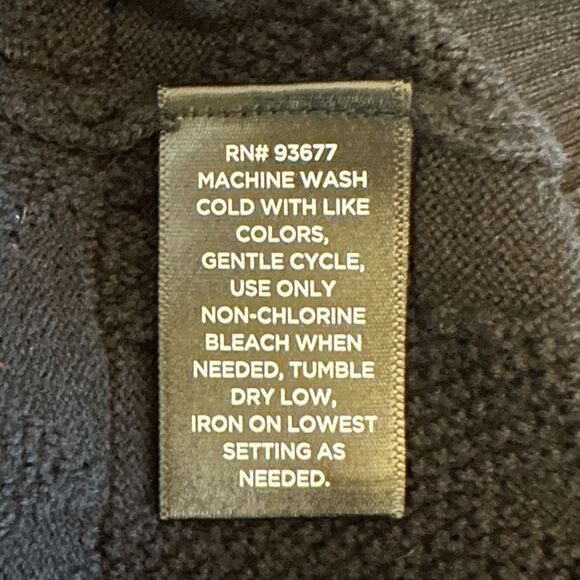 RN# 93677
MACHINE WASH
COLD WITH LIKE
COLORS,
GENTLE CYCLE,
USE ONLY
NON-CHLORINE
BLEACH WHEN
NEEDED, TUMBLE
DRY LOW,
IRON ON LOWEST
SETTING AS
NEEDED.